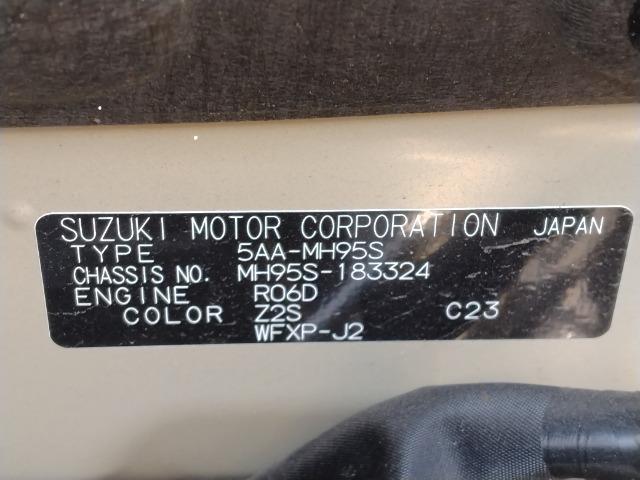 SUZUKI MOTOR CORPORATION JAPAN
TYPE 5AA-MH95S
CHASSIS NO. MH95S-183324
ENGINE R06D
COLOR Z2S C23
WFXP-J2